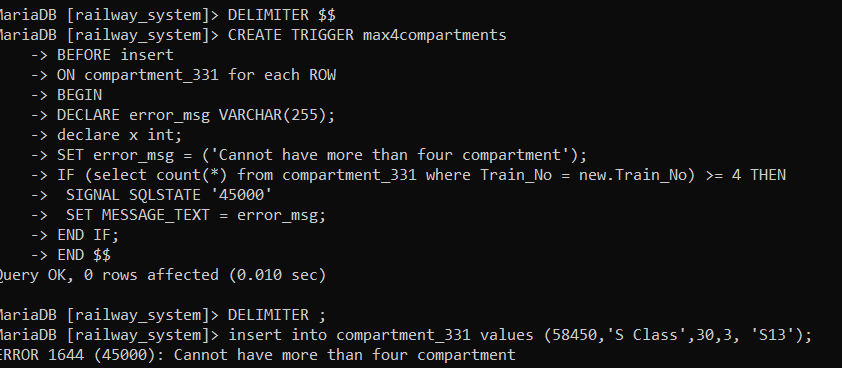 MariaDB [railway_system]> DELIMITER $$
MariaDB [railway_system]> CREATE TRIGGER max4compartments
    -> BEFORE insert
    -> ON compartment_331 for each ROW
    -> BEGIN
    -> DECLARE error_msg VARCHAR(255);
    -> declare x int;
    -> SET error_msg = ('Cannot have more than four compartment');
    -> IF (select count(*) from compartment_331 where Train_No = new.Train_No) >= 4 THEN
    ->  SIGNAL SQLSTATE '45000'
    ->  SET MESSAGE_TEXT = error_msg;
    -> END IF;
    -> END $$
Query OK, 0 rows affected (0.010 sec)

MariaDB [railway_system]> DELIMITER ;
MariaDB [railway_system]> insert into compartment_331 values (58450,'S Class',30,3, 'S13');
ERROR 1644 (45000): Cannot have more than four compartment